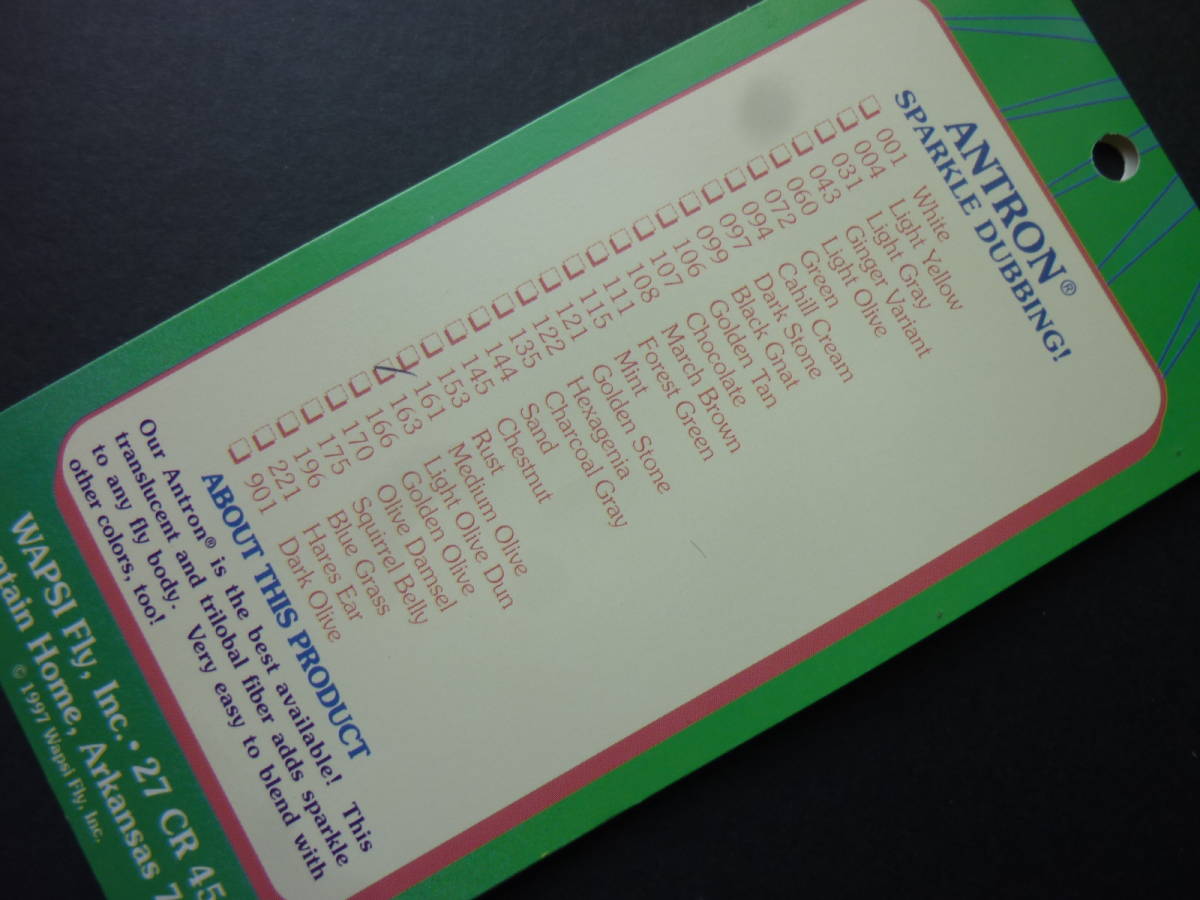 ANTRON®
SPARKLE DUBBING!
001 White
004 Light Yellow
031 Light Gray
043 Ginger Variant
060 Light Olive
072 Green
094 Cahill Cream
097 Dark Stone
099 Black Gnat
106 Golden Tan
107 Chocolate
108 March Brown
111 Forest Green
115 Mint
121 Golden Stone
122 Hexagenia
135 Charcoal Gray
144 Sand
145 Chestnut
153 Rust
161 Medium Olive
163 Light Olive Dun
166 Golden Olive
170 Olive Damsel
175 Squirrel Belly
196 Blue Grass
221 Hares Ear
901 Dark Olive
ABOUT THIS PRODUCT
Our Antron® is the best available! This
translucent and trilobal fiber adds sparkle
to any fly body. Very easy to blend with
other colors, too!
WAPSI Fly, Inc. • 27 CR 45
ntain Home, Arkansas 7
© 1997 Wapsi Fly, Inc.